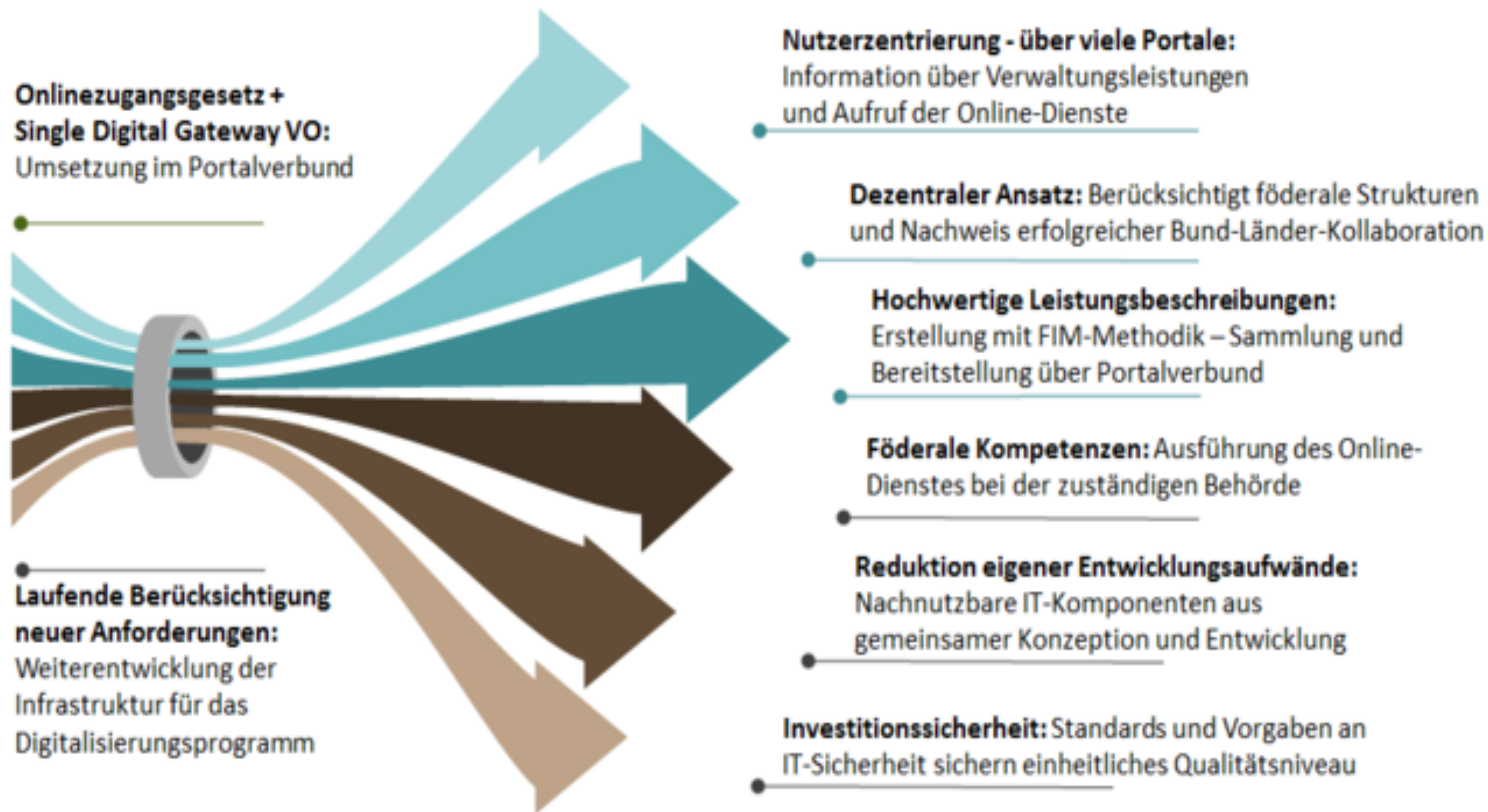 Onlinezugangsgesetz +
Single Digital Gateway VO:
Umsetzung im Portalverbund
Laufende Berücksichtigung
neuer Anforderungen:
Weiterentwicklung der
Infrastruktur für das
Digitalisierungsprogramm
Nutzerzentrierung - über viele Portale:
Information über Verwaltungsleistungen
und Aufruf der Online-Dienste
Dezentraler Ansatz: Berücksichtigt föderale Strukturen
und Nachweis erfolgreicher Bund-Länder-Kollaboration
Hochwertige Leistungsbeschreibungen:
Erstellung mit FIM-Methodik – Sammlung und
Bereitstellung über Portalverbund
Föderale Kompetenzen: Ausführung des Online-
Dienstes bei der zuständigen Behörde
Reduktion eigener Entwicklungsaufwände:
Nachnutzbare IT-Komponenten aus
gemeinsamer Konzeption und Entwicklung
Investitionssicherheit: Standards und Vorgaben an
IT-Sicherheit sichern einheitliches Qualitätsniveau